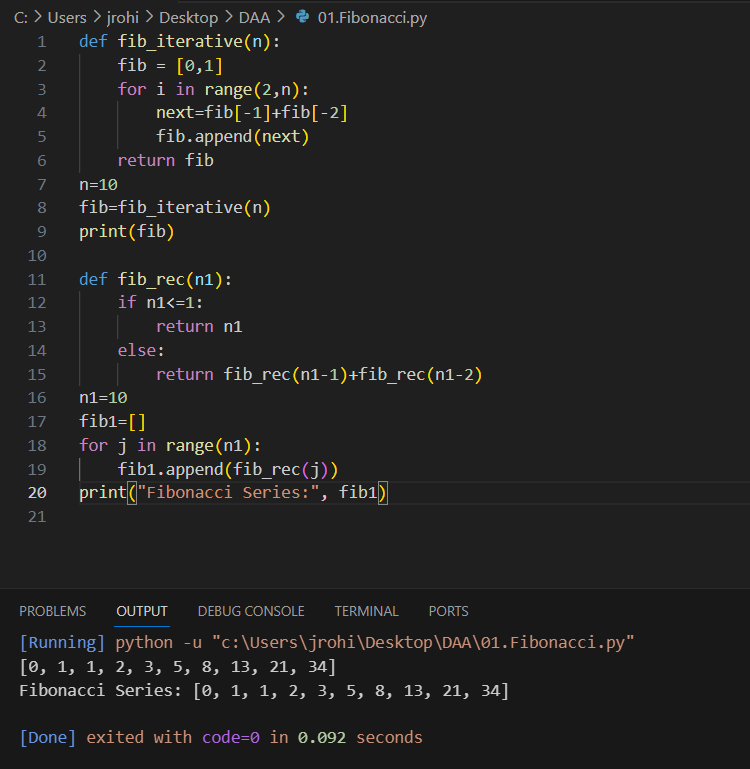 C: > Users > jrohi > Desktop > DAA > 01.Fibonacci.py
1 def fib_iterative(n):
2     fib = [0,1]
3     for i in range(2,n):
4         next=fib[-1]+fib[-2]
5         fib.append(next)
6     return fib
7 n=10
8 fib=fib_iterative(n)
9 print(fib)
10
11 def fib_rec(n1):
12     if n1<=1:
13         return n1
14     else:
15         return fib_rec(n1-1)+fib_rec(n1-2)
16 n1=10
17 fib1=[]
18 for j in range(n1):
19     fib1.append(fib_rec(j))
20 print("Fibonacci Series:", fib1)
21
PROBLEMS OUTPUT DEBUG CONSOLE TERMINAL PORTS
[Running] python -u "c:\Users\jrohi\Desktop\DAA\01.Fibonacci.py"
[0, 1, 1, 2, 3, 5, 8, 13, 21, 34]
Fibonacci Series: [0, 1, 1, 2, 3, 5, 8, 13, 21, 34]
[Done] exited with code=0 in 0.092 seconds